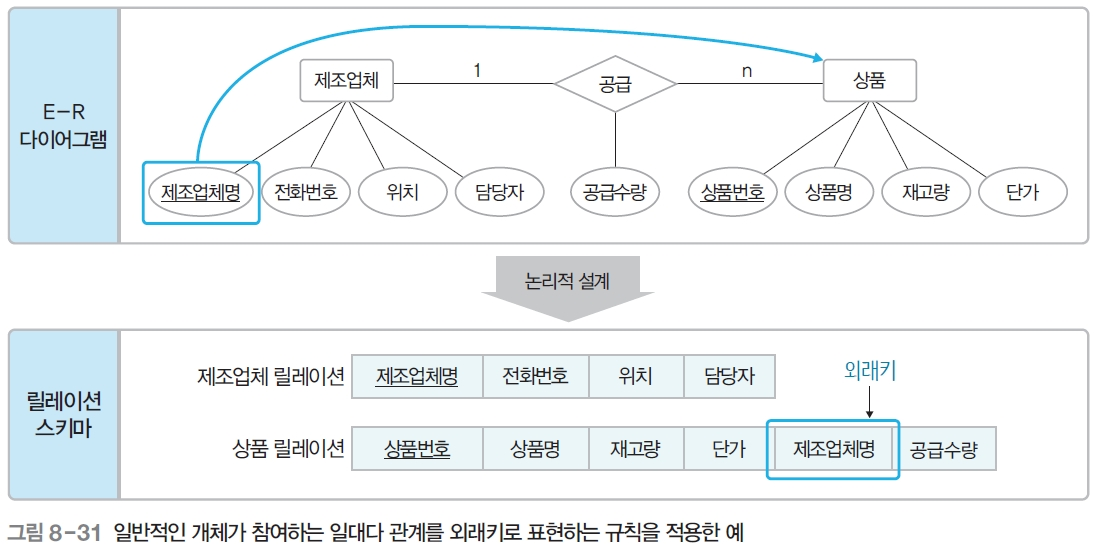 E-R
다이어그램
제조업체
1
공급
n
상품
제조업체명
전화번호
위치
담당자
공급수량
상품번호
상품명
재고량
단가
논리적 설계
릴레이션
스키마
제조업체 릴레이션
제조업체명
전화번호
위치
담당자
외래키
상품 릴레이션
상품번호
상품명
재고량
단가
제조업체명
공급수량
그림 8-31 일반적인 개체가 참여하는 일대다 관계를 외래키로 표현하는 규칙을 적용한 예